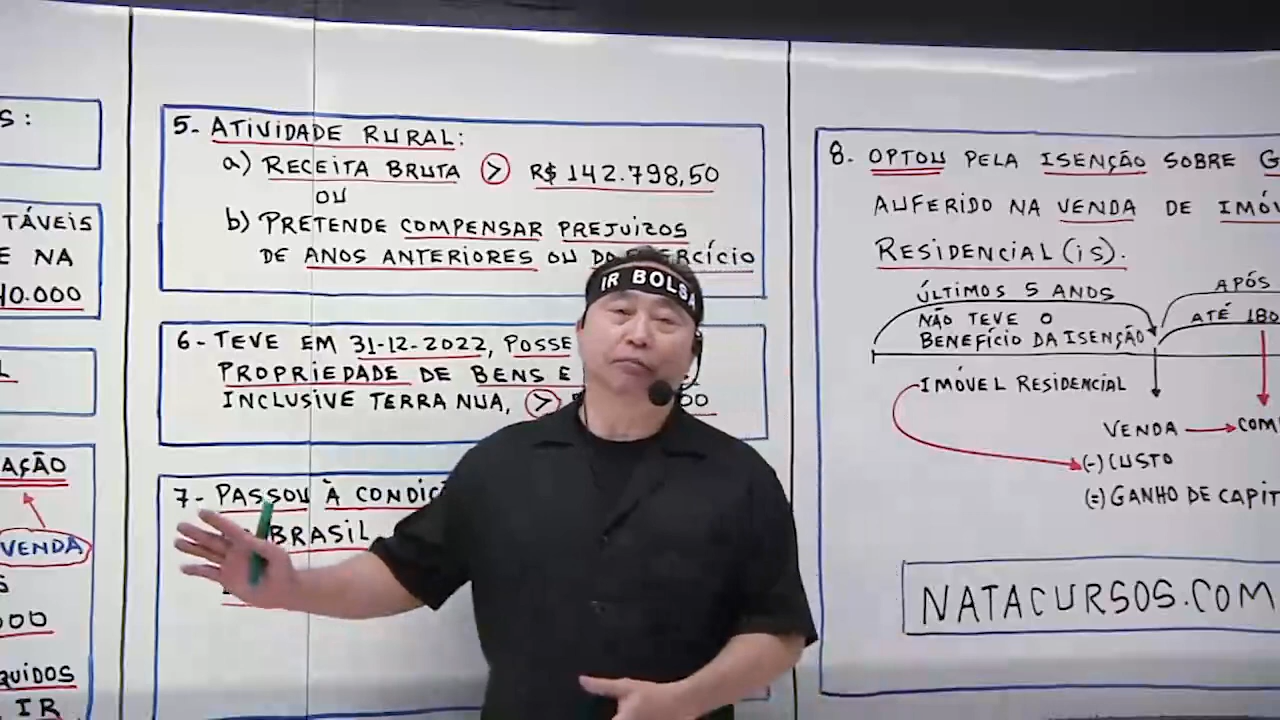 S:
TÁVEIS
E NA
40.000
L
AÇÃO
VENDA
S
000
QUIDOS
IR
5- ATIVIDADE RURAL:
a) RECEITA BRUTA > R$ 142.798,50
OU
b) PRETENDE COMPENSAR PREJUIZOS
DE ANOS ANTERIORES OU DO EXERCÍCIO
6- TEVE EM 31-12-2022, POSSE
PROPRIEDADE DE BENS E
INCLUSIVE TERRA NUA, > 00
7- PASSOU À CONDIÇ
BRASIL
IR BOLSA
8. OPTOU PELA ISENÇÃO SOBRE G
AUFERIDO NA VENDA DE IMÓV
RESIDENCIAL(IS).
ÚLTIMOS 5 ANOS
NÃO TEVE O
BENEFÍCIO DA ISENÇÃO
APÓS
ATÉ 180
IMÓVEL RESIDENCIAL
VENDA → COM
(-) CUSTO
(=) GANHO DE CAPIT
NATACURSOS.COM